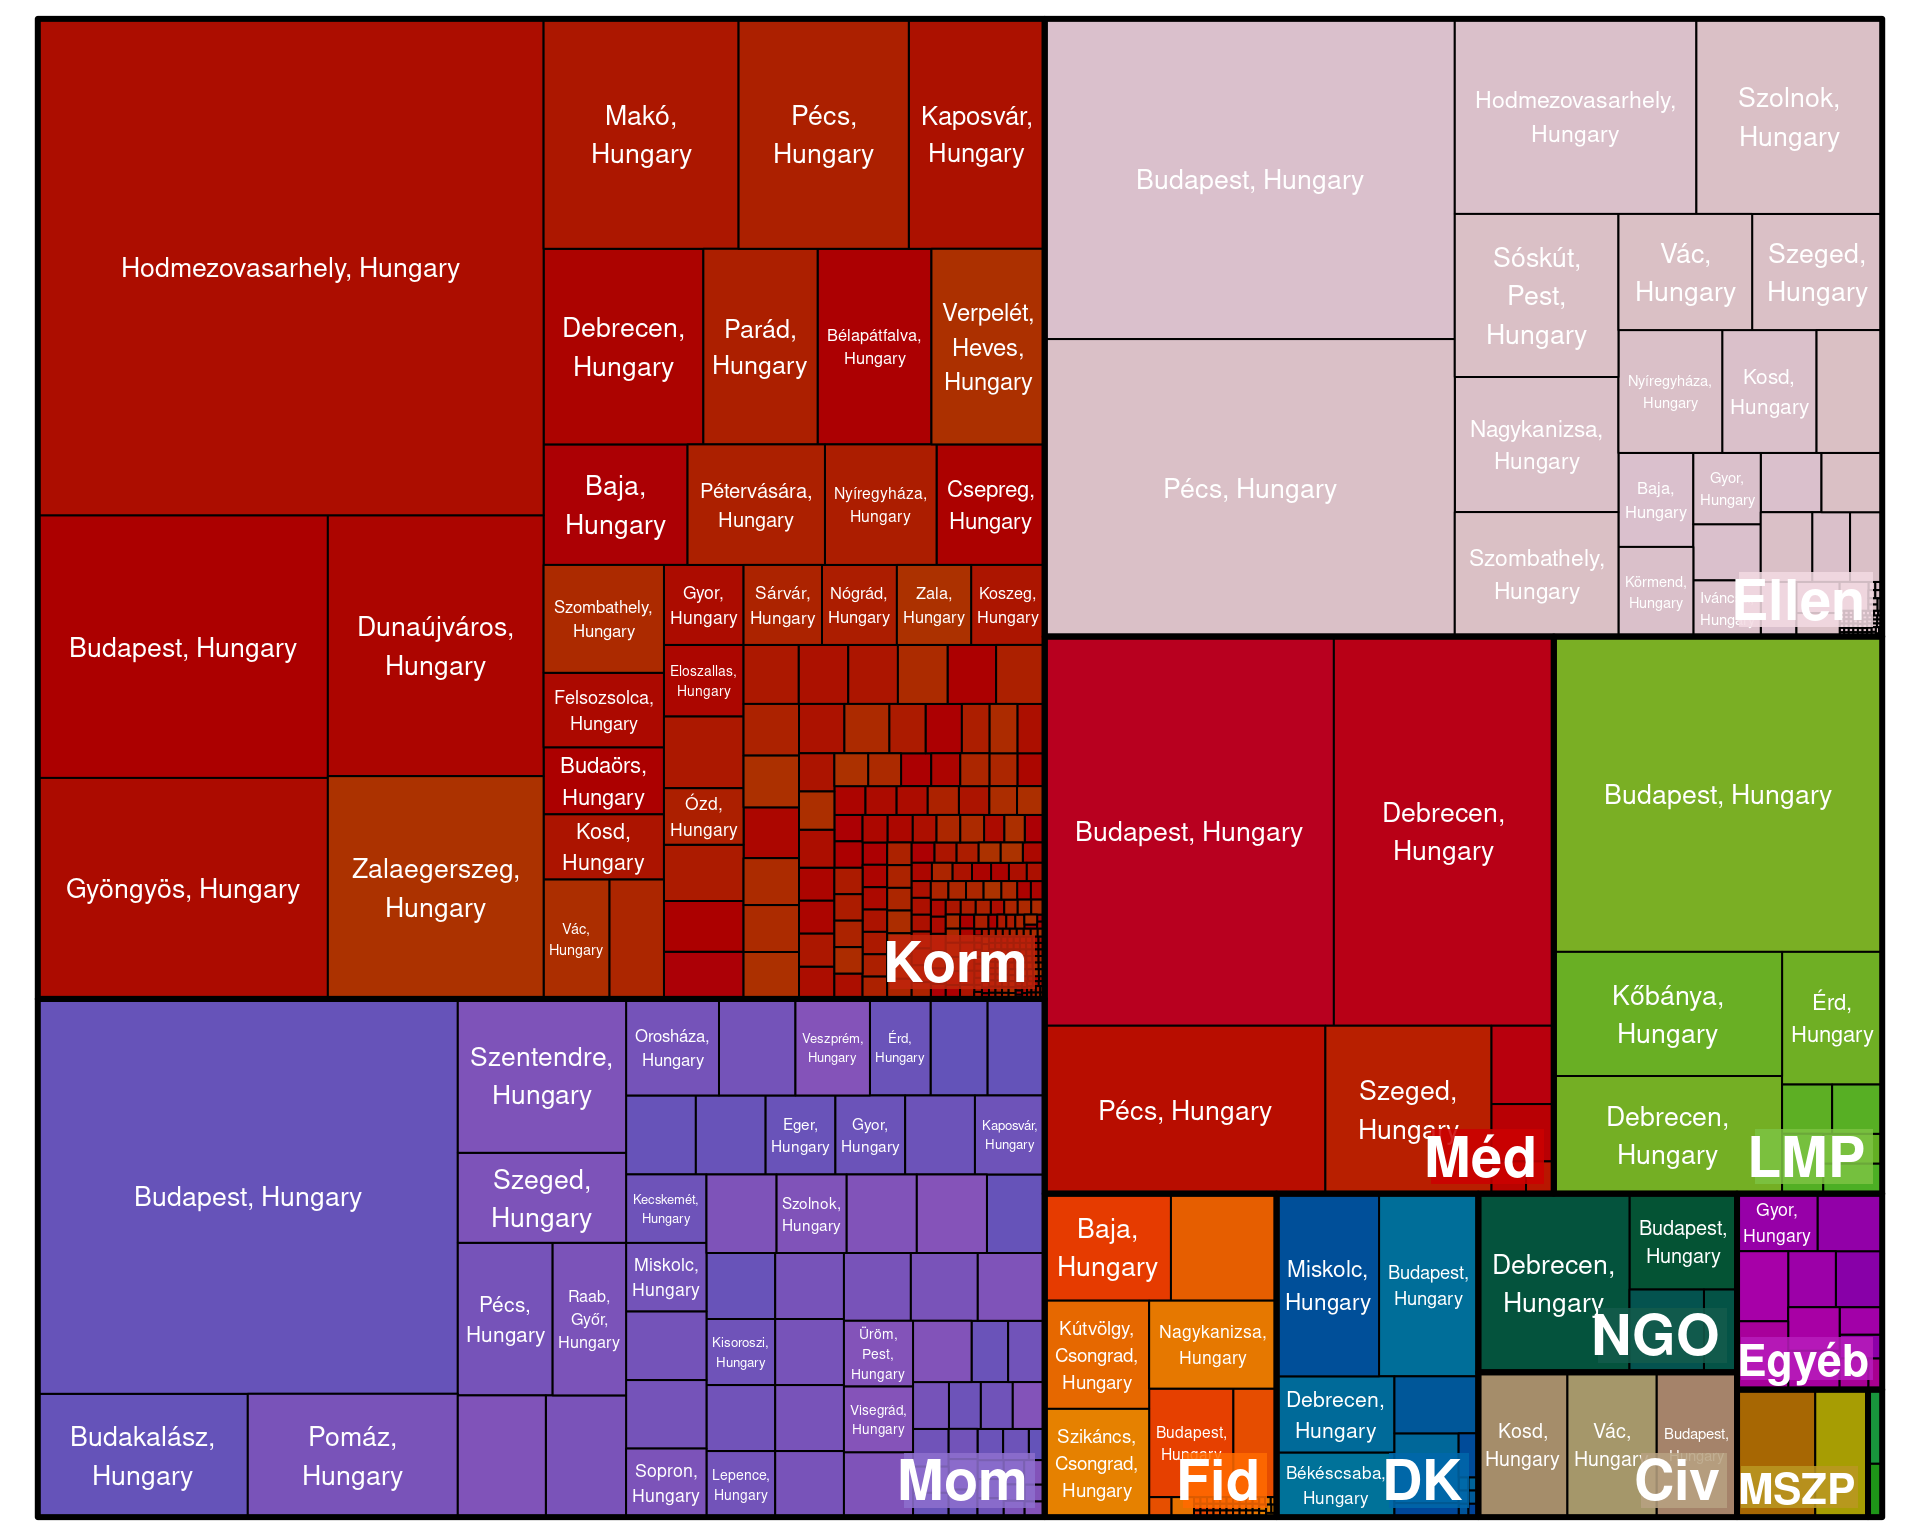 Hodmezovasarhely, Hungary
Budapest, Hungary
Dunaújváros,
Hungary
Gyöngyös, Hungary
Zalaegerszeg,
Hungary
Makó,
Hungary
Pécs,
Hungary
Kaposvár,
Hungary
Debrecen,
Hungary
Parád,
Hungary
Bélapátfalva,
Hungary
Verpelét,
Heves,
Hungary
Baja,
Hungary
Pétervására,
Hungary
Nyíregyháza,
Hungary
Csepreg,
Hungary
Szombathely,
Hungary
Gyor,
Hungary
Sárvár,
Hungary
Nógrád,
Hungary
Zala,
Hungary
Koszeg,
Hungary
Eloszallas,
Hungary
Felsozsolca,
Hungary
Budaörs,
Hungary
Ózd,
Hungary
Kosd,
Hungary
Vác,
Hungary
Korm
Budapest, Hungary
Hodmezovasarhely,
Hungary
Szolnok,
Hungary
Pécs, Hungary
Sóskút,
Pest,
Hungary
Vác,
Hungary
Szeged,
Hungary
Nyíregyháza,
Hungary
Kosd,
Hungary
Nagykanizsa,
Hungary
Baja,
Hungary
Gyor,
Hungary
Szombathely,
Hungary
Körmend,
Hungary
Ellen
Budapest, Hungary
Debrecen,
Hungary
Pécs, Hungary
Szeged,
Hungary
Méd
Budapest, Hungary
Kőbánya,
Hungary
Érd,
Hungary
Debrecen,
Hungary
LMP
Budapest, Hungary
Budakalász,
Hungary
Pomáz,
Hungary
Szentendre,
Hungary
Szeged,
Hungary
Pécs,
Hungary
Raab,
Győr,
Hungary
Orosháza,
Hungary
Veszprém,
Hungary
Érd,
Hungary
Eger,
Hungary
Gyor,
Hungary
Kaposvár,
Hungary
Kecskemét,
Hungary
Szolnok,
Hungary
Miskolc,
Hungary
Kisoroszi,
Hungary
Üröm,
Pest,
Hungary
Visegrád,
Hungary
Sopron,
Hungary
Lepence,
Hungary
Mom
Baja,
Hungary
Kútvölgy,
Csongrad,
Hungary
Nagykanizsa,
Hungary
Szikáncs,
Csongrad,
Hungary
Budapest,
Hungary
Fid
Miskolc,
Hungary
Budapest,
Hungary
Debrecen,
Hungary
Békéscsaba,
Hungary
DK
Debrecen,
Hungary
Budapest,
Hungary
NGO
Gyor,
Hungary
Egyéb
Kosd,
Hungary
Vác,
Hungary
Budapest,
Hungary
Civ
MSZP